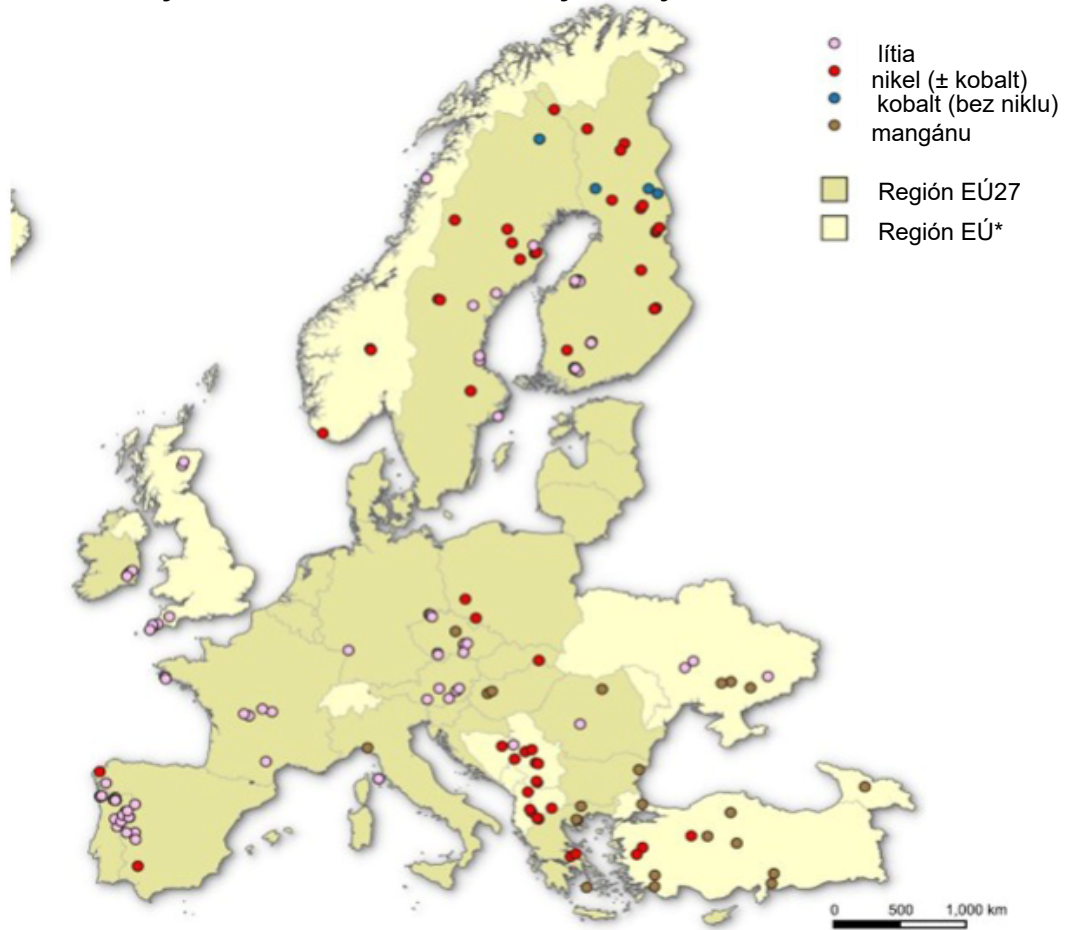 lítia
nikel (± kobalt)
kobalt (bez niklu)
mangánu
Región EÚ27
Región EÚ*
0 500 1,000 km